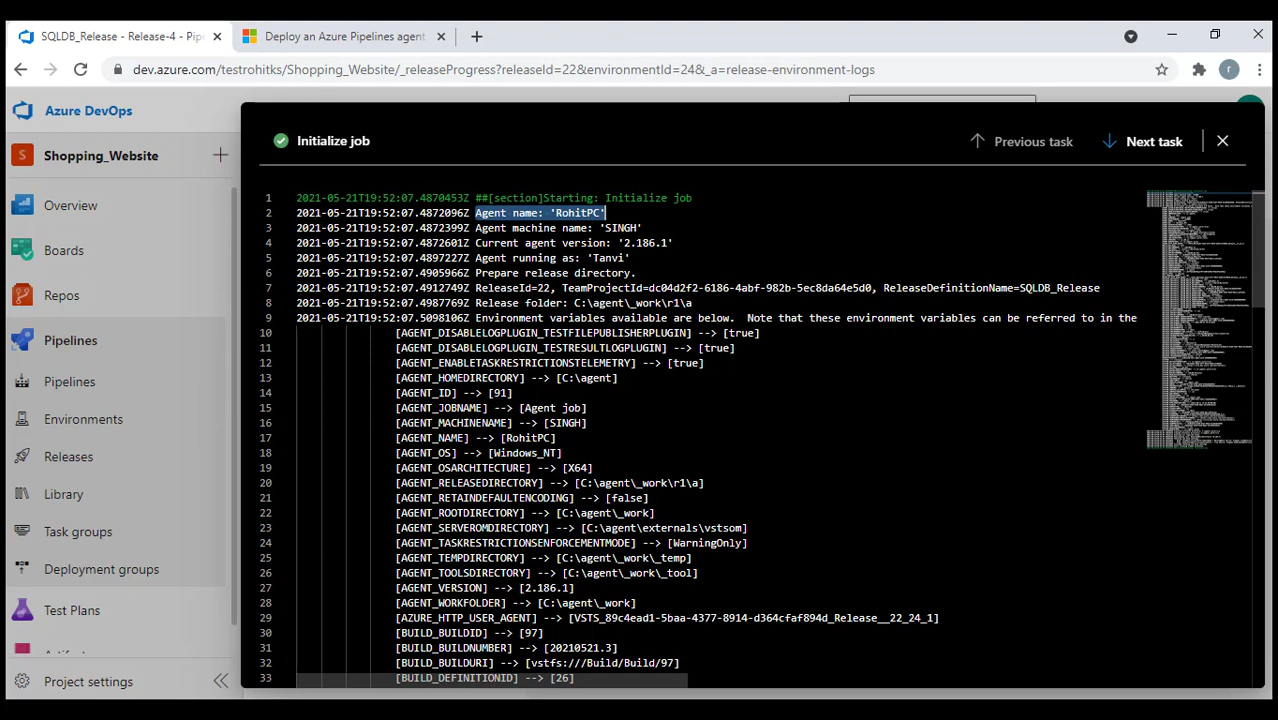 SQLDB_Release - Release-4 - Pipe
Deploy an Azure Pipelines agent
dev.azure.com/testrohitks/Shopping_Website/_releaseProgress?releaseId=22&environmentId=24&_a=release-environment-logs
r
Azure DevOps
S
Shopping_Website
Overview
Boards
Repos
Pipelines
Pipelines
Environments
Releases
Library
Task groups
Deployment groups
Test Plans
Project settings
Initialize job
Previous task
Next task
1 2021-05-21T19:52:07.4870453Z ##[section]Starting: Initialize job
2 2021-05-21T19:52:07.4872096Z Agent name: 'RohitPC'
3 2021-05-21T19:52:07.4872399Z Agent machine name: 'SINGH'
4 2021-05-21T19:52:07.4872601Z Current agent version: '2.186.1'
5 2021-05-21T19:52:07.4897227Z Agent running as: 'Tanvi'
6 2021-05-21T19:52:07.4905966Z Prepare release directory.
7 2021-05-21T19:52:07.4912749Z ReleaseId=22, TeamProjectId=dc04d2f2-6186-4abf-982b-5ec8da64e5d0, ReleaseDefinitionName=SQLDB_Release
8 2021-05-21T19:52:07.4987769Z Release folder: C:\agent\_work\r1\a
9 2021-05-21T19:52:07.5098106Z Environment variables available are below.  Note that these environment variables can be referred to in the
10 [AGENT_DISABLELOGPLUGIN_TESTFILEPUBLISHERPLUGIN] --> [true]
11 [AGENT_DISABLELOGPLUGIN_TESTRESULTLOGPLUGIN] --> [true]
12 [AGENT_ENABLETASKRESTRICTIONSTELEMETRY] --> [true]
13 [AGENT_HOMEDIRECTORY] --> [C:\agent]
14 [AGENT_ID] --> [91]
15 [AGENT_JOBNAME] --> [Agent job]
16 [AGENT_MACHINENAME] --> [SINGH]
17 [AGENT_NAME] --> [RohitPC]
18 [AGENT_OS] --> [Windows_NT]
19 [AGENT_OSARCHITECTURE] --> [X64]
20 [AGENT_RELEASEDIRECTORY] --> [C:\agent\_work\r1\a]
21 [AGENT_RETAINDEFAULTENCODING] --> [false]
22 [AGENT_ROOTDIRECTORY] --> [C:\agent\_work]
23 [AGENT_SERVEROMDIRECTORY] --> [C:\agent\externals\vstsom]
24 [AGENT_TASKRESTRICTIONSENFORCEMENTMODE] --> [WarningOnly]
25 [AGENT_TEMPDIRECTORY] --> [C:\agent\_work\_temp]
26 [AGENT_TOOLSDIRECTORY] --> [C:\agent\_work\_tool]
27 [AGENT_VERSION] --> [2.186.1]
28 [AGENT_WORKFOLDER] --> [C:\agent\_work]
29 [AZURE_HTTP_USER_AGENT] --> [VSTS_89c4ead1-5baa-4377-8914-d364cfaf894d_Release__22_24_1]
30 [BUILD_BUILDID] --> [97]
31 [BUILD_BUILDNUMBER] --> [20210521.3]
32 [BUILD_BUILDURI] --> [vstfs:///Build/Build/97]
33 [BUILD_DEFINITIONID] --> [26]